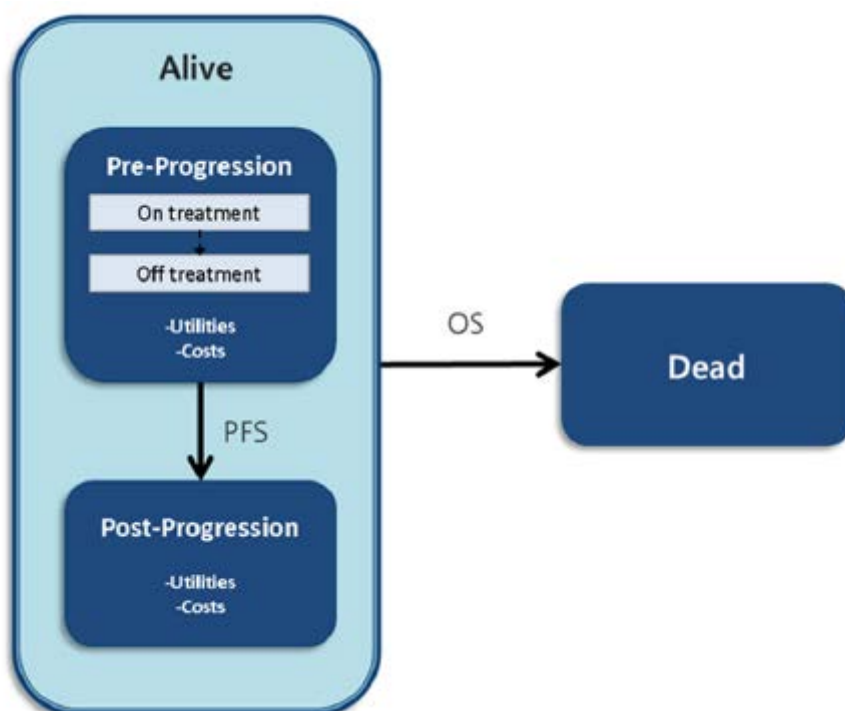 Alive
Pre-Progression
On treatment
Off treatment
-Utilities
-Costs
PFS
Post-Progression
-Utilities
-Costs
OS
Dead